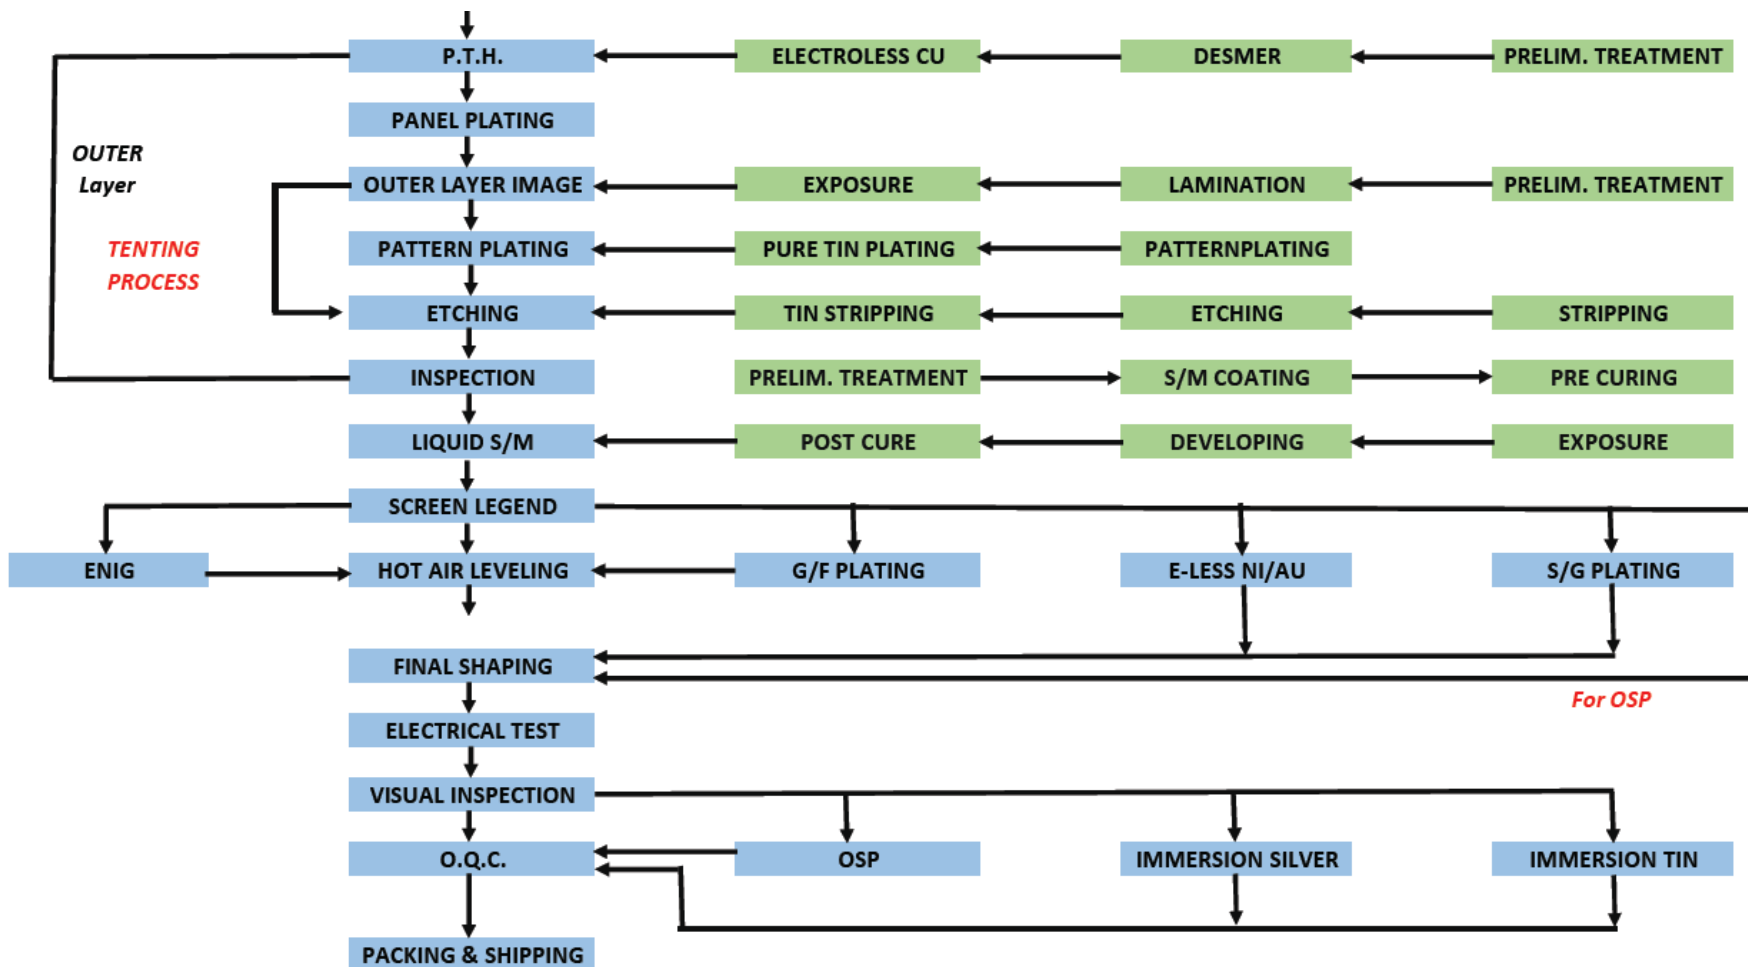 P.T.H.
ELECTROLESS CU
DESMER
PRELIM. TREATMENT
PANEL PLATING
OUTER
Layer
OUTER LAYER IMAGE
EXPOSURE
LAMINATION
PRELIM. TREATMENT
TENTING
PROCESS
PATTERN PLATING
PURE TIN PLATING
PATTERNPLATING
ETCHING
TIN STRIPPING
ETCHING
STRIPPING
INSPECTION
PRELIM. TREATMENT
S/M COATING
PRE CURING
LIQUID S/M
POST CURE
DEVELOPING
EXPOSURE
SCREEN LEGEND
ENIG
HOT AIR LEVELING
G/F PLATING
E-LESS NI/AU
S/G PLATING
FINAL SHAPING
For OSP
ELECTRICAL TEST
VISUAL INSPECTION
O.Q.C.
OSP
IMMERSION SILVER
IMMERSION TIN
PACKING & SHIPPING